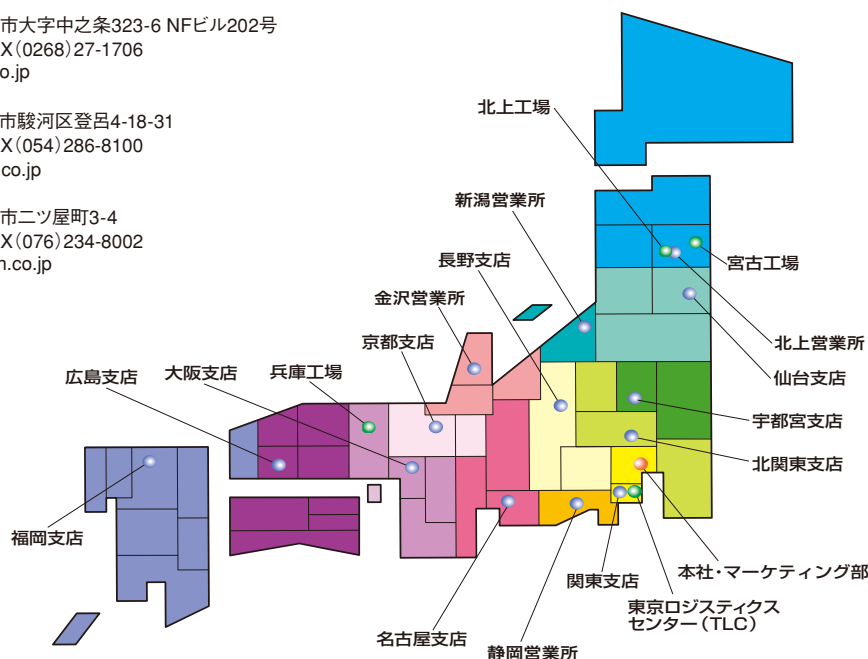 市大字中之条323-6 NFビル202号
X(0268)27-1706
o.jp
市駿河区登呂4-18-31
X(054)286-8100
co.jp
市二ツ屋町3-4
X(076)234-8002
n.co.jp
北上工場
新潟営業所
長野支店
宮古工場
金沢営業所
京都支店
北上営業所
広島支店
大阪支店
兵庫工場
仙台支店
宇都宮支店
北関東支店
福岡支店
関東支店
本社・マーケティング部
東京ロジスティクス
センター(TLC)
名古屋支店
静岡営業所